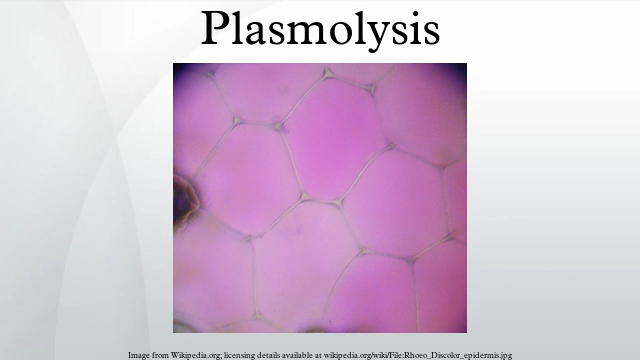 Plasmolysis
Image from Wikipedia.org; licensing details available at wikipedia.org/wiki/File:Rhoeo_Discolor_epidermis.jpg